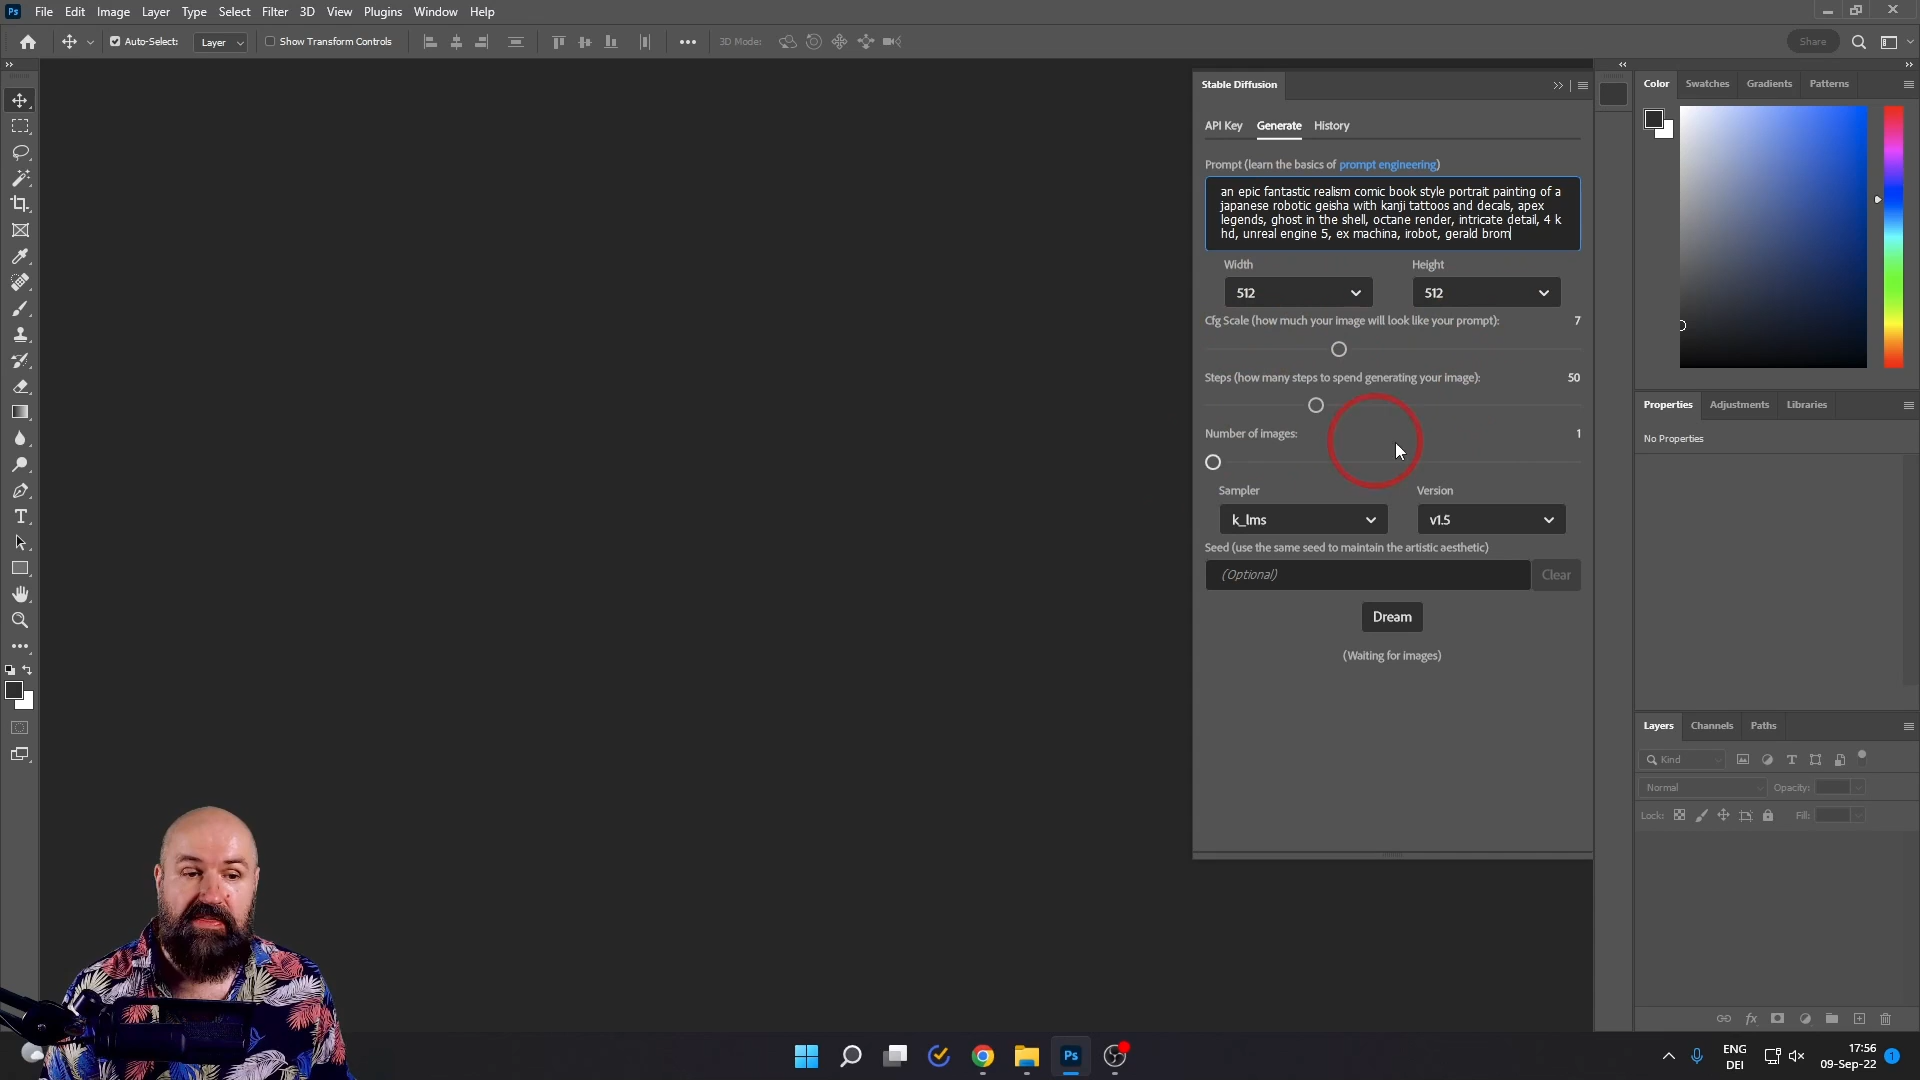 Ps File Edit Image Layer Type Select Filter 3D View Plugins Window Help
Auto-Select: Layer Show Transform Controls 3D Mode: Share
Stable Diffusion
API Key Generate History
Prompt (learn the basics of prompt engineering)
an epic fantastic realism comic book style portrait painting of a
japanese robotic geisha with kanji tattoos and decals, apex
legends, ghost in the shell, octane render, intricate detail, 4 k
hd, unreal engine 5, ex machina, irobot, gerald brom
Width Height
512 512
Cfg Scale (how much your image will look like your prompt): 7
Steps (how many steps to spend generating your image): 50
Number of images: 1
Sampler Version
k_lms v1.5
Seed (use the same seed to maintain the artistic aesthetic)
(Optional) Clear
Dream
(Waiting for images)
Color Swatches Gradients Patterns
Properties Adjustments Libraries
No Properties
Layers Channels Paths
Kind
Normal Opacity:
Lock: Fill:
Ps
ENG
DEI
17:56
09-Sep-22
1